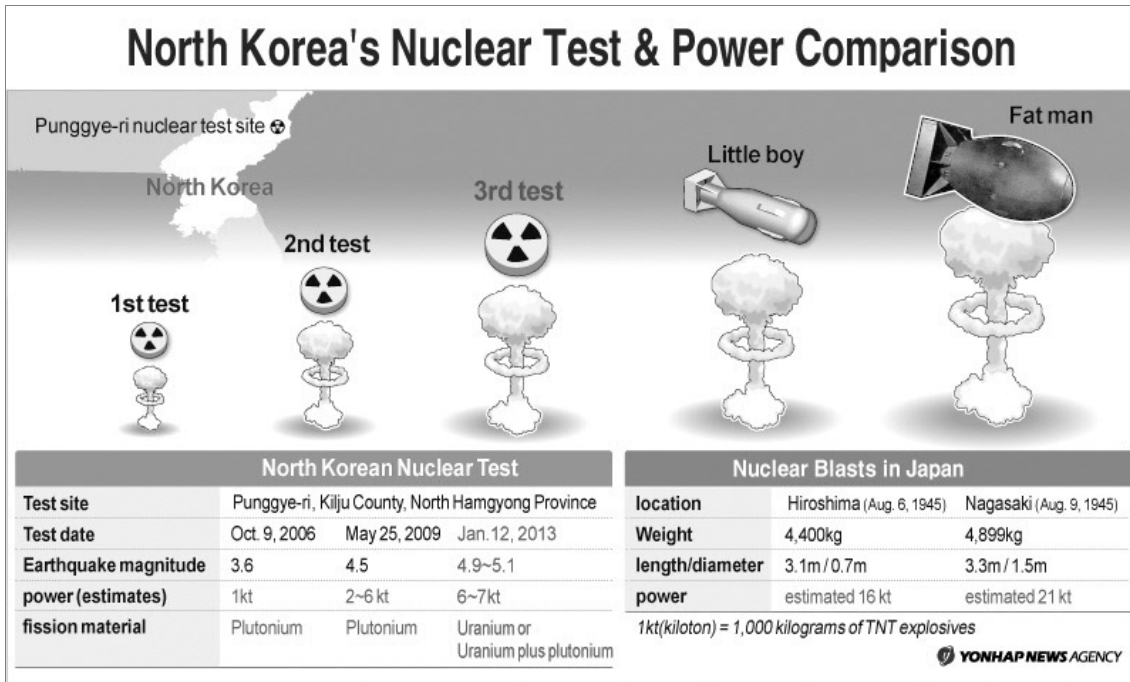 North Korea's Nuclear Test & Power Comparison
Punggye-ri nuclear test site
North Korea
1st test
2nd test
3rd test
Little boy
Fat man
North Korean Nuclear Test
Test site Punggye-ri, Kilju County, North Hamgyong Province
Test date Oct. 9, 2006 May 25, 2009 Jan. 12, 2013
Earthquake magnitude 3.6 4.5 4.9~5.1
power (estimates) 1kt 2~6 kt 6~7kt
fission material Plutonium Plutonium Uranium or
Uranium plus plutonium
Nuclear Blasts in Japan
location Hiroshima (Aug. 6, 1945) Nagasaki (Aug. 9, 1945)
Weight 4,400kg 4,899kg
length/diameter 3.1m / 0.7m 3.3m / 1.5m
power estimated 16 kt estimated 21 kt
1kt(kiloton) = 1,000 kilograms of TNT explosives
YONHAP NEWS AGENCY